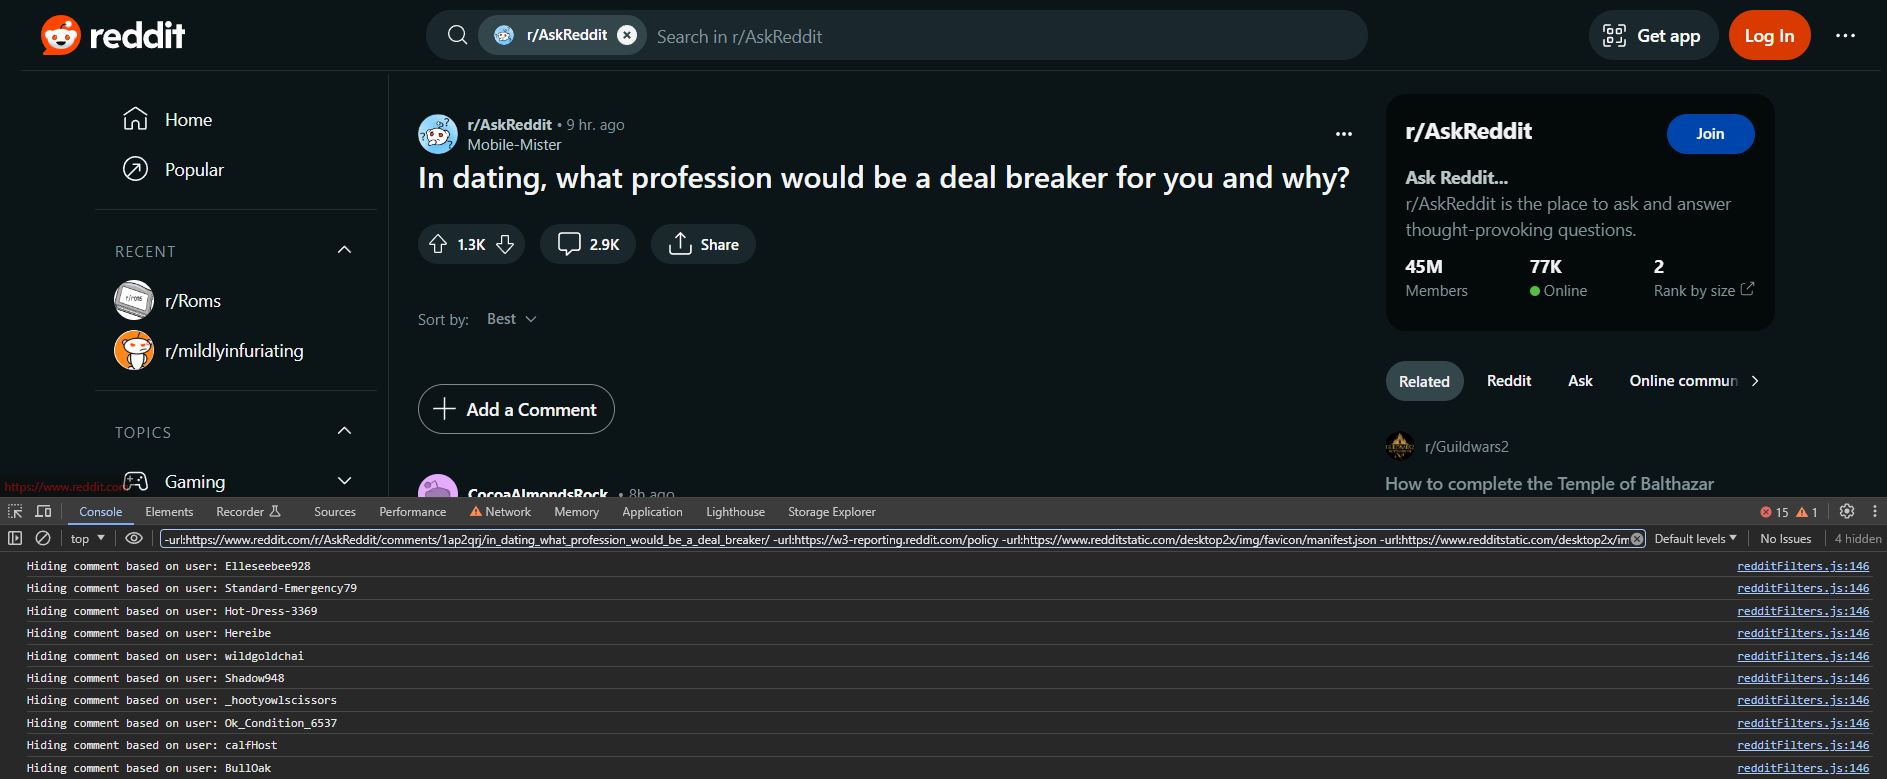 reddit
r/AskReddit
Search in r/AskReddit
Get app
Log In
Home
Popular
RECENT
r/Roms
r/mildlyinfuriating
TOPICS
Gaming
https://www.reddit.com
r/AskReddit • 9 hr. ago
Mobile-Mister
In dating, what profession would be a deal breaker for you and why?
1.3K
2.9K
Share
Sort by: Best
Add a Comment
CocoaAlmondsRock • 8h ago
r/AskReddit
Join
Ask Reddit...
r/AskReddit is the place to ask and answer
thought-provoking questions.
45M 77K 2
Members Online Rank by size
Related Reddit Ask Online commun
r/Guildwars2
How to complete the Temple of Balthazar
Console Elements Recorder Sources Performance Network Memory Application Lighthouse Storage Explorer 15 1
top -url:https://www.reddit.com/r/AskReddit/comments/1ap2qrj/in_dating_what_profession_would_be_a_deal_breaker/ -url:https://w3-reporting.reddit.com/policy -url:https://www.redditstatic.com/desktop2x/img/favicon/manifest.json -url:https://www.redditstatic.com/desktop2x/im Default levels No Issues 4 hidden
Hiding comment based on user: Elleseebee928 redditFilters.js:146
Hiding comment based on user: Standard-Emergency79 redditFilters.js:146
Hiding comment based on user: Hot-Dress-3369 redditFilters.js:146
Hiding comment based on user: Hereibe redditFilters.js:146
Hiding comment based on user: wildgoldchai redditFilters.js:146
Hiding comment based on user: Shadow948 redditFilters.js:146
Hiding comment based on user: _hootyowlscissors redditFilters.js:146
Hiding comment based on user: Ok_Condition_6537 redditFilters.js:146
Hiding comment based on user: calfHost redditFilters.js:146
Hiding comment based on user: BullOak redditFilters.js:146